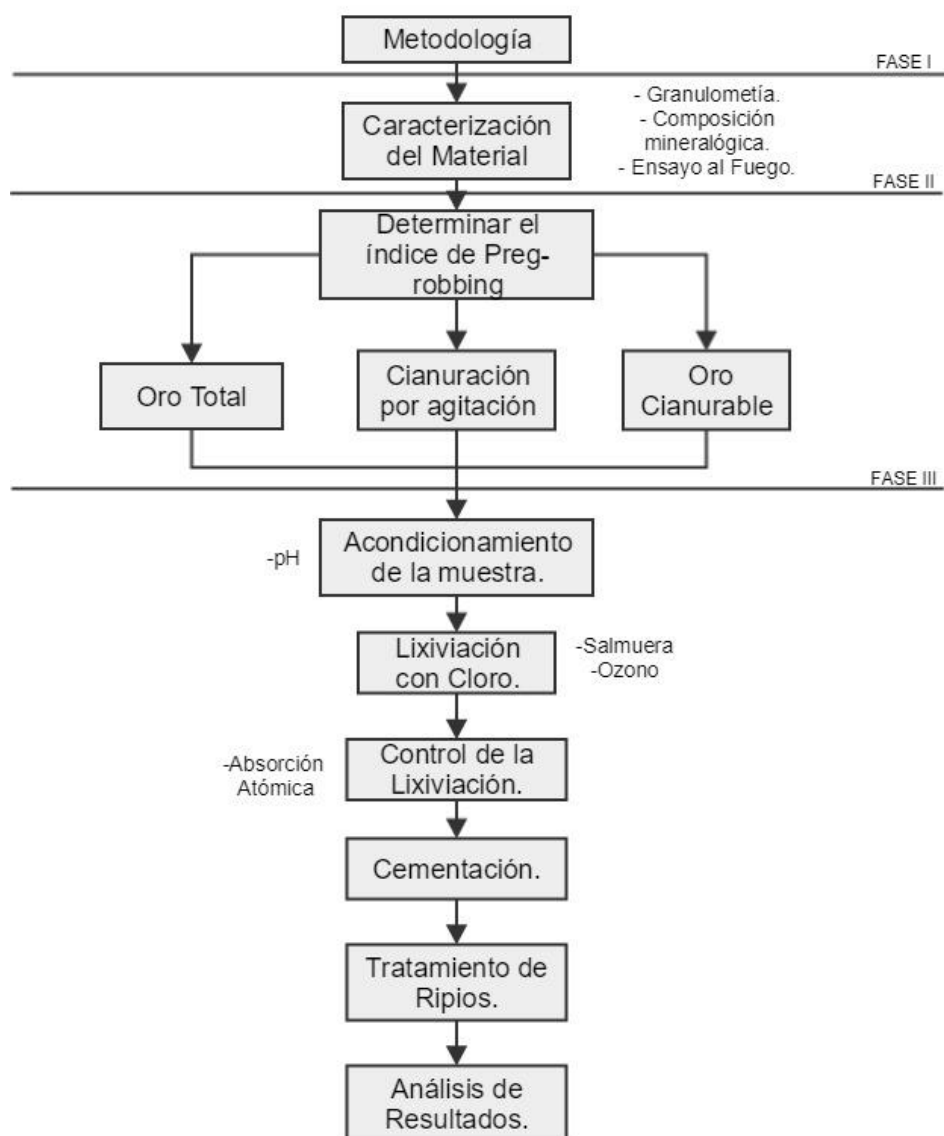 Metodología
FASE I
Caracterización
del Material
- Granulometía.
- Composición
mineralógica.
- Ensayo al Fuego.
FASE II
Determinar el
índice de Preg-
robbing
Oro Total
Cianuración
por agitación
Oro
Cianurable
FASE III
-pH
Acondicionamiento
de la muestra.
Lixiviación
con Cloro.
-Salmuera
-Ozono
-Absorción
Atómica
Control de la
Lixiviación.
Cementación.
Tratamiento de
Ripios.
Análisis de
Resultados.